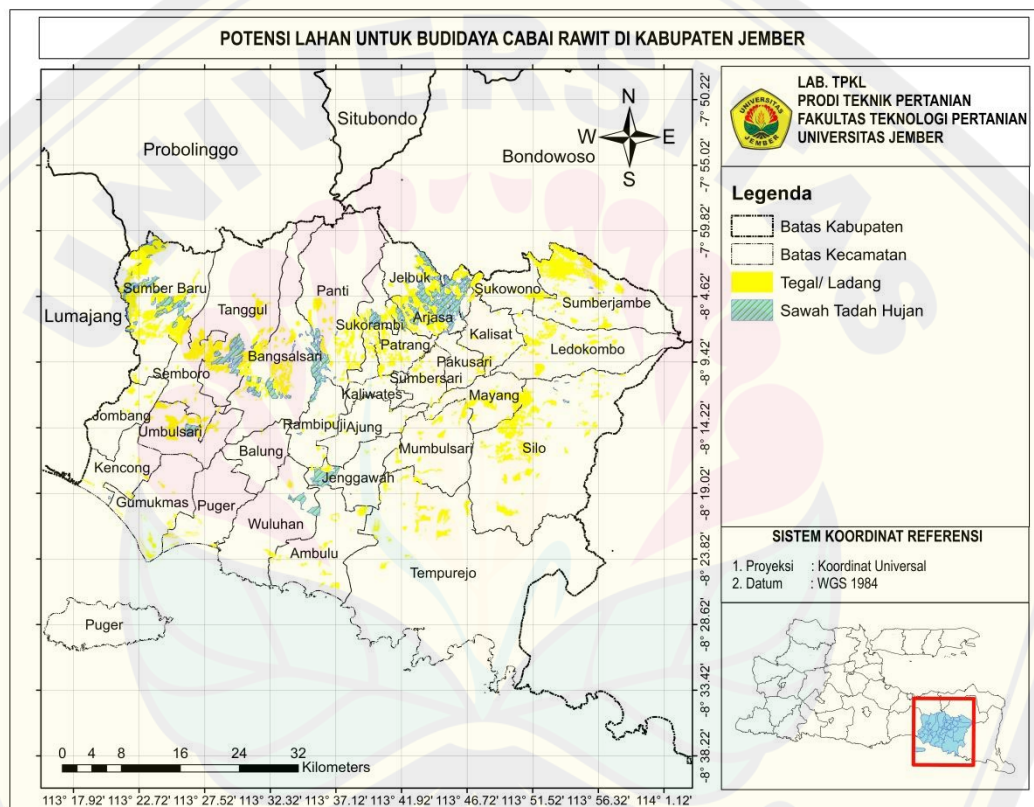 POTENSI LAHAN UNTUK BUDIDAYA CABAI RAWIT DI KABUPATEN JEMBER
LAB. TPKL
PRODI TEKNIK PERTANIAN
FAKULTAS TEKNOLOGI PERTANIAN
UNIVERSITAS JEMBER
UNIVERSITAS
JEMBER
Legenda
Batas Kabupaten
Batas Kecamatan
Tegal/ Ladang
Sawah Tadah Hujan
SISTEM KOORDINAT REFERENSI
1. Proyeksi : Koordinat Universal
2. Datum : WGS 1984
N
W E
S
Situbondo
Probolinggo
Bondowoso
Lumajang
Sumber Baru
Tanggul
Panti
Jelbuk
Sukowono
Sumberjambe
Sukorambi
Arjasa
Kalisat
Patrang
Ledokombo
Bangsalsari
Pakusari
Semboro
Sumbersari
Kaliwates
Mayang
Jombang
Umbulsari
Rambipuji
Ajung
Silo
Balung
Mumbulsari
Kencong
Jenggawah
Gumukmas
Puger
Wuluhan
Ambulu
Tempurejo
Puger
0 4 8 16 24 32
Kilometers
-7° 50.22'
-7° 55.02'
-7° 59.82'
-8° 4.62'
-8° 9.42'
-8° 14.22'
-8° 19.02'
-8° 23.82'
-8° 28.62'
-8° 33.42'
-8° 38.22'
113° 17.92' 113° 22.72' 113° 27.52' 113° 32.32' 113° 37.12' 113° 41.92' 113° 46.72' 113° 51.52' 113° 56.32' 114° 1.12'
UNIVERSITAS